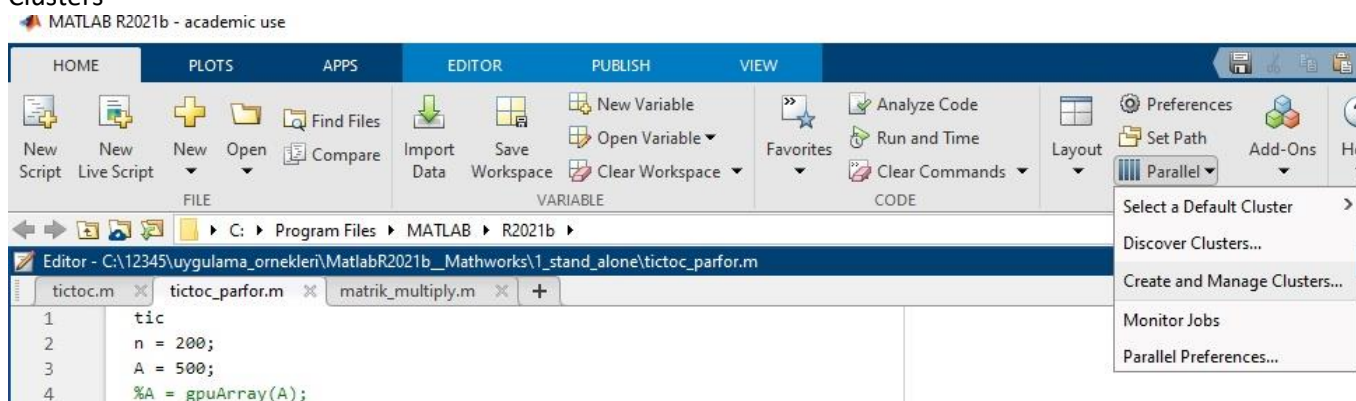 Clusters
MATLAB R2021b - academic use
HOME PLOTS APPS EDITOR PUBLISH VIEW
New Script
New Live Script
New
Open
Find Files
Compare
FILE
Import Data
Save Workspace
New Variable
Open Variable
Clear Workspace
VARIABLE
Favorites
Analyze Code
Run and Time
Clear Commands
CODE
Layout
Preferences
Set Path
Parallel
Add-Ons
Select a Default Cluster
Discover Clusters...
Create and Manage Clusters...
Monitor Jobs
Parallel Preferences...
C: Program Files MATLAB R2021b
Editor - C:\12345\uygulama_ornekleri\MatlabR2021b__Mathworks\1_stand_alone\tictoc_parfor.m
tictoc.m tictoc_parfor.m matrik_multiply.m +
1 tic
2 n = 200;
3 A = 500;
4 %A = gpuArray(A);